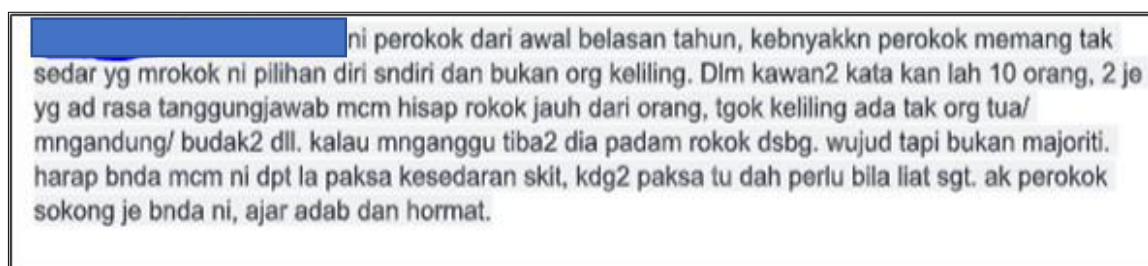 ni perokok dari awal belasan tahun, kebnyakkn perokok memang tak
sedar yg mrokok ni pilihan diri sndiri dan bukan org keliling. Dlm kawan2 kata kan lah 10 orang, 2 je
yg ad rasa tanggungjawab mcm hisap rokok jauh dari orang, tgok keliling ada tak org tua/
mngandung/ budak2 dll. kalau mnganggu tiba2 dia padam rokok dsbg. wujud tapi bukan majoriti.
harap bnda mcm ni dpt la paksa kesedaran skit, kdg2 paksa tu dah perlu bila liat sgt. ak perokok
sokong je bnda ni, ajar adab dan hormat.